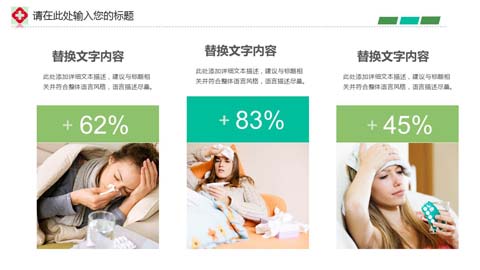 请在此处输入您的标题
替换文字内容
此处添加详细文本描述，建议与标题相
关并符合整体语言风格，语言描述尽量。
+ 62%
替换文字内容
此处添加详细文本描述，建议与标题相
关并符合整体语言风格，语言描述尽量。
+ 83%
替换文字内容
此处添加详细文本描述，建议与标题相
关并符合整体语言风格，语言描述尽量。
+ 45%